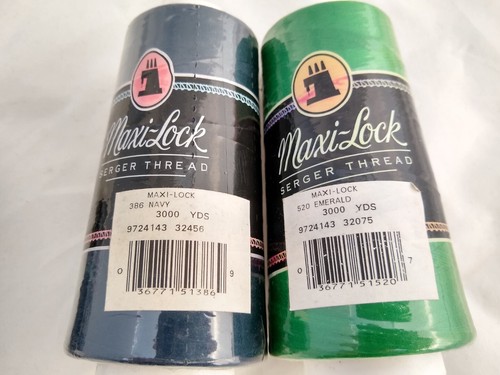 Maxi-Lock
SERGER THREAD
MAXI-LOCK
386 NAVY
3000 YDS
9724143 32456
0 36771 51386 9
Maxi-Lock
SERGER THREAD
MAXI-LOCK
520 EMERALD
3000 YDS
9724143 32075
0 36771 51520 7